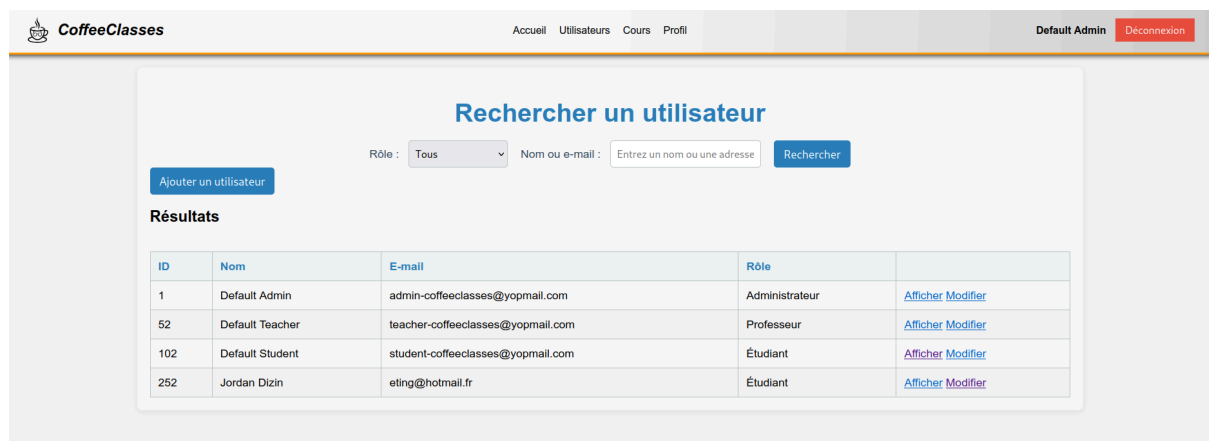 CoffeeClasses Accueil Utilisateurs Cours Profil Default Admin Déconnexion
Rechercher un utilisateur
Rôle : Tous Nom ou e-mail : Entrez un nom ou une adresse Rechercher
Ajouter un utilisateur
Résultats
ID Nom E-mail Rôle
1 Default Admin admin-coffeeclasses@yopmail.com Administrateur Afficher Modifier
52 Default Teacher teacher-coffeeclasses@yopmail.com Professeur Afficher Modifier
102 Default Student student-coffeeclasses@yopmail.com Étudiant Afficher Modifier
252 Jordan Dizin eting@hotmail.fr Étudiant Afficher Modifier